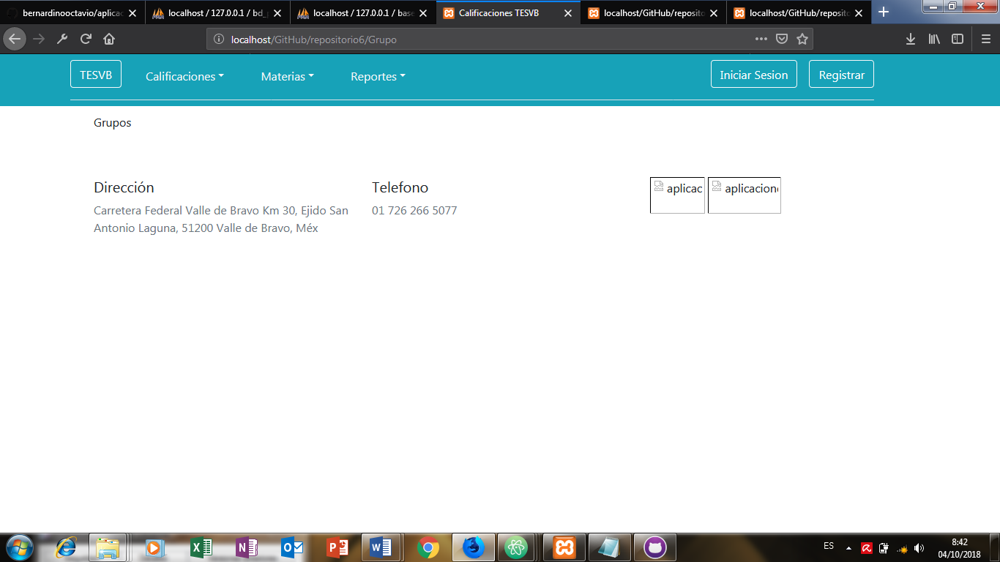 bernardinooctavio/aplicac
localhost / 127.0.0.1 / bd_
localhost / 127.0.0.1 / base
Calificaciones TESVB
localhost/GitHub/reposito
localhost/GitHub/reposito
localhost/GitHub/repositorio6/Grupo
TESVB
Calificaciones
Materias
Reportes
Iniciar Sesion
Registrar
Grupos
Dirección
Telefono
aplicac
aplicacion
Carretera Federal Valle de Bravo Km 30, Ejido San
Antonio Laguna, 51200 Valle de Bravo, Méx
01 726 266 5077
ES
8:42
04/10/2018